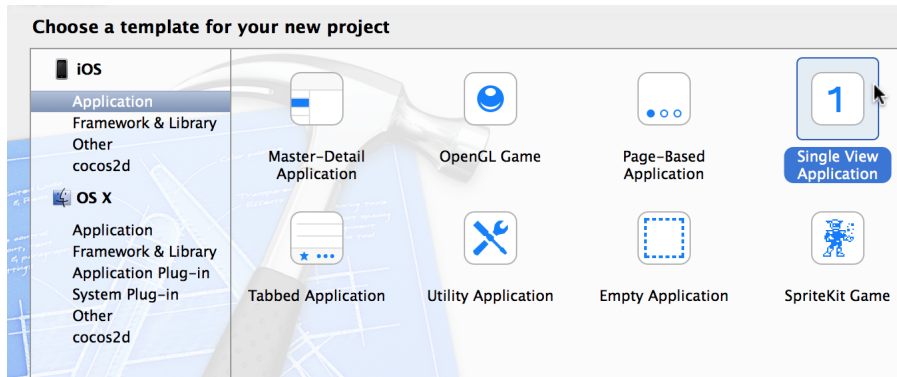 Choose a template for your new project
iOS
Application
Framework & Library
Other
cocos2d
OS X
Application
Framework & Library
Application Plug-in
System Plug-in
Other
cocos2d
Master-Detail
Application
OpenGL Game
Page-Based
Application
1
Single View
Application
Tabbed Application
Utility Application
Empty Application
SpriteKit Game